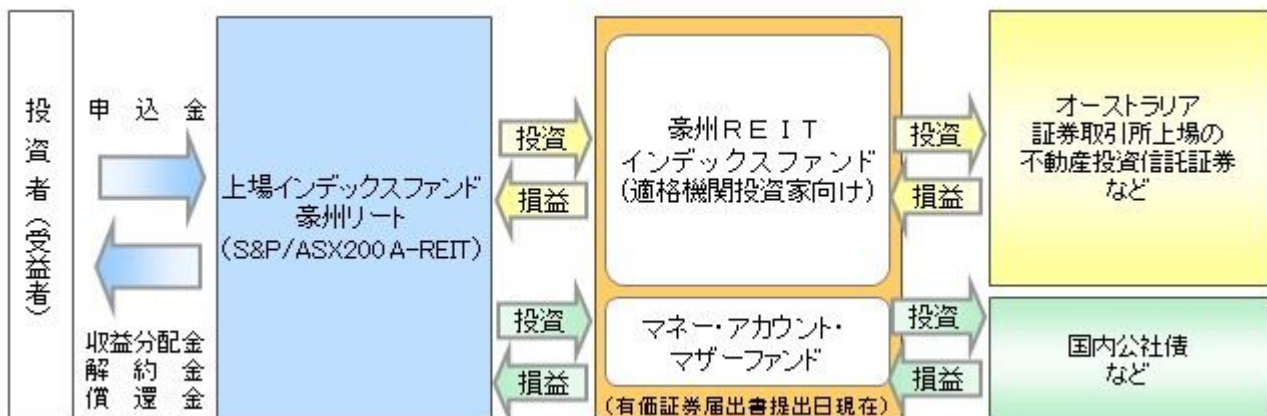 投資者(受益者)
申込金
収益分配金
解約金
償還金
上場インデックスファンド
豪州リート
(S&P/ASX200 A-REIT)
投資
損益
投資
損益
豪州REIT
インデックスファンド
(適格機関投資家向け)
マネー・アカウント・
マザーファンド
(有価証券届出書提出日現在)
投資
損益
投資
損益
オーストラリア
証券取引所上場の
不動産投資信託証券
など
国内公社債
など